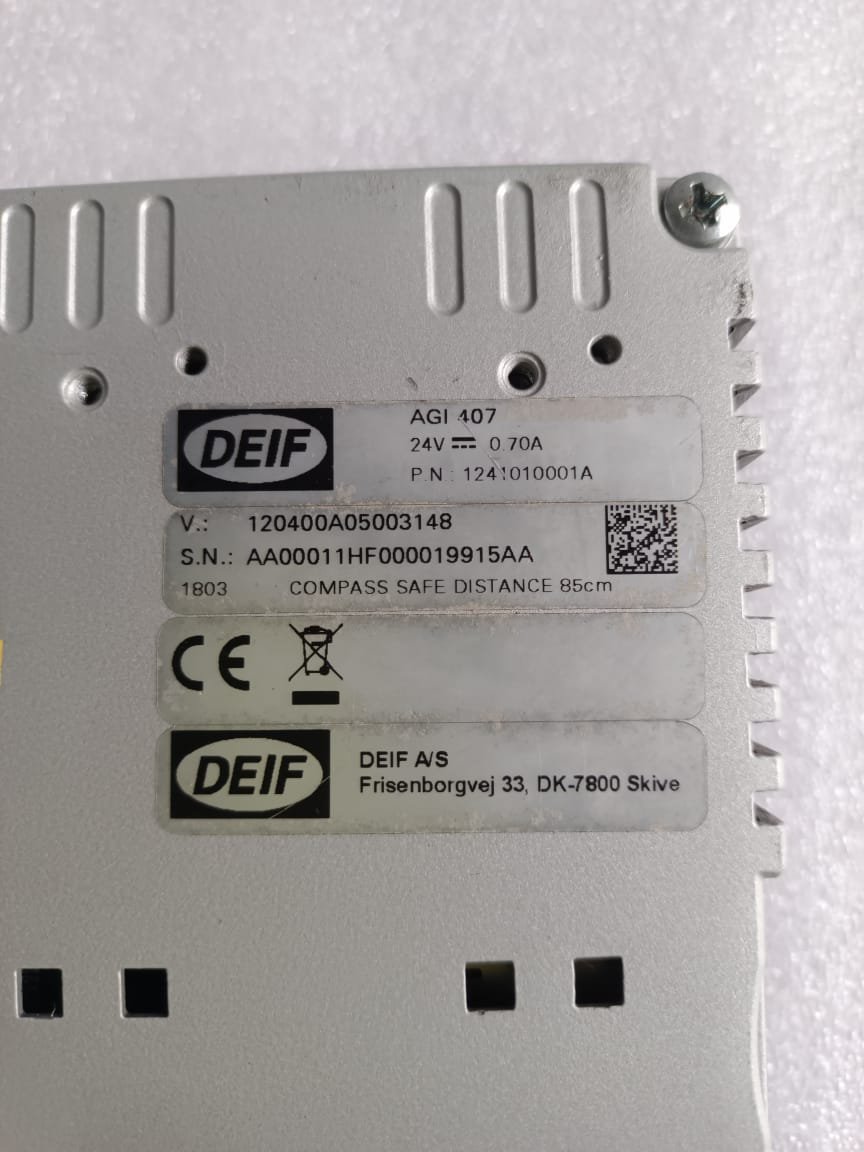 DEIF
AGI 407
24V 0.70A
P.N.: 1241010001A
V.: 120400A05003148
S.N.: AA00011HF000019915AA
1803 COMPASS SAFE DISTANCE 85cm
CE
DEIF
DEIF A/S
Frisenborgvej 33, DK-7800 Skive